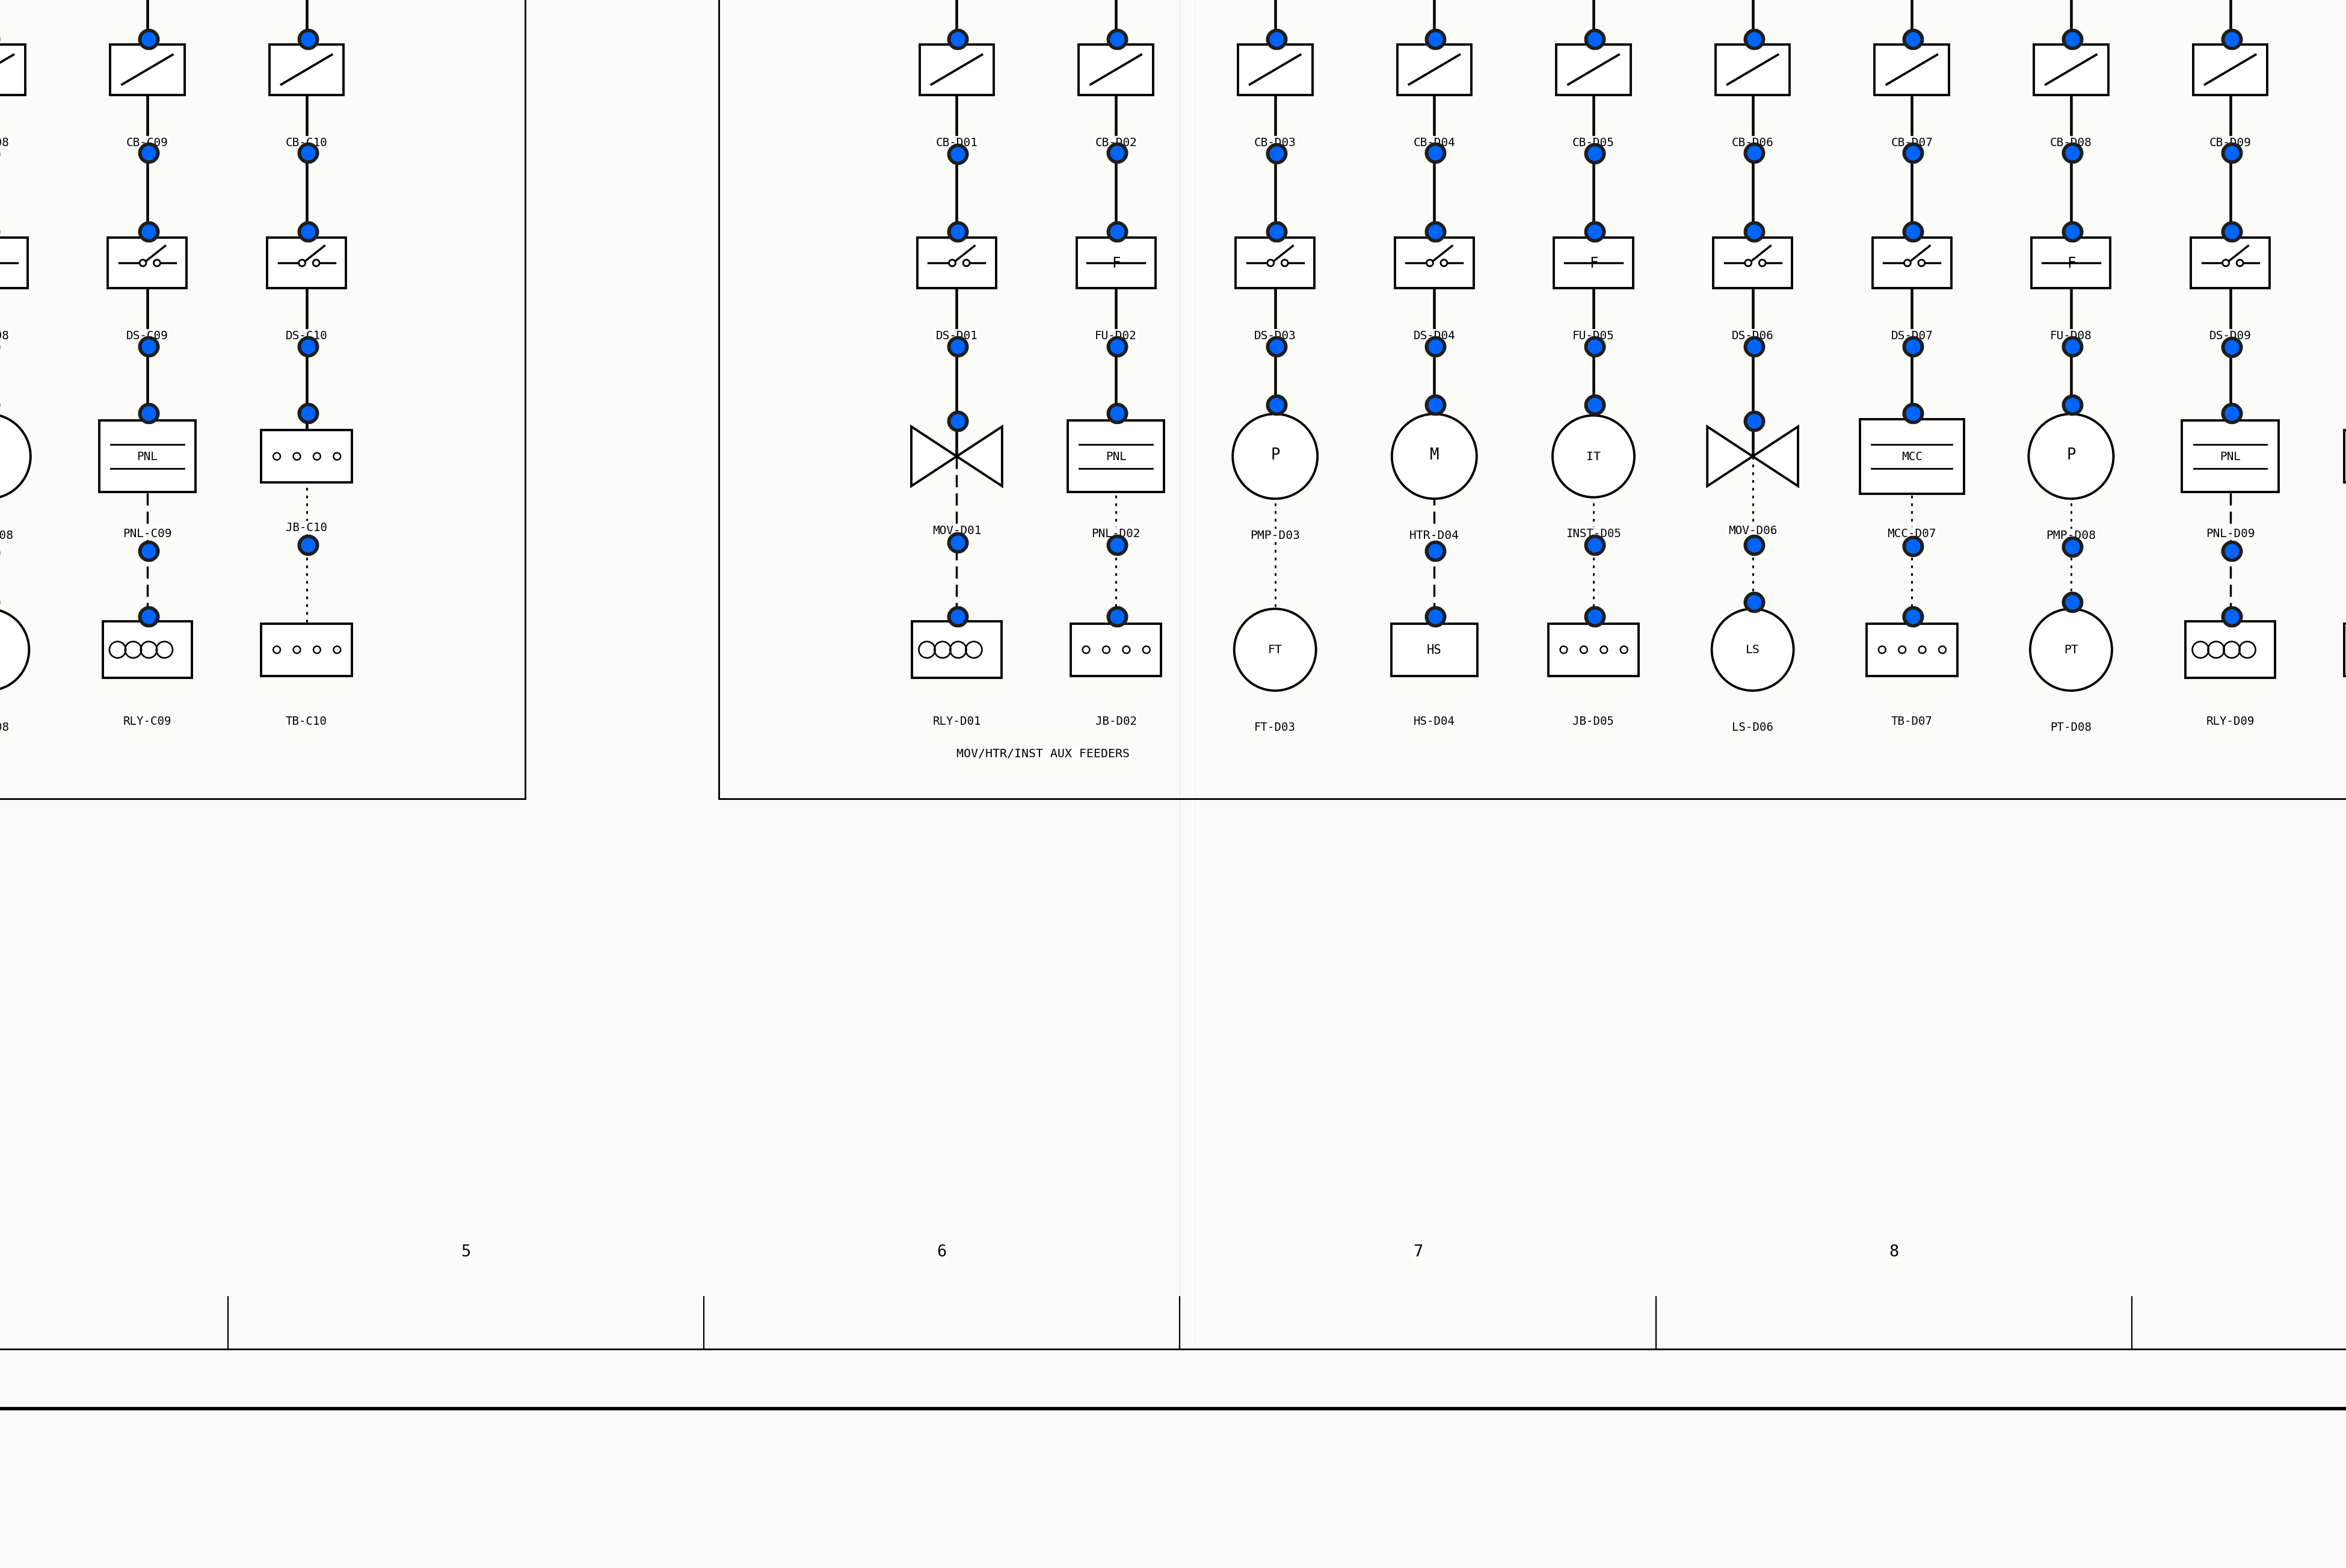 08 CB-C09 CB-C10 CB-D01 CB-D02 CB-D03 CB-D04 CB-D05 CB-D06 CB-D07 CB-D08 CB-D09
F F F
08 DS-C09 DS-C10 DS-D01 FU-D02 DS-D03 DS-D04 FU-D05 DS-D06 DS-D07 FU-D08 DS-D09
PNL PNL P M IT MCC P PNL
08 PNL-C09 JB-C10 MOV-D01 PNL-D02 PMP-D03 HTR-D04 INST-D05 MOV-D06 MCC-D07 PMP-D08 PNL-D09
FT HS LS PT
08 RLY-C09 TB-C10 RLY-D01 JB-D02 FT-D03 HS-D04 JB-D05 LS-D06 TB-D07 PT-D08 RLY-D09
MOV/HTR/INST AUX FEEDERS
5 6 7 8